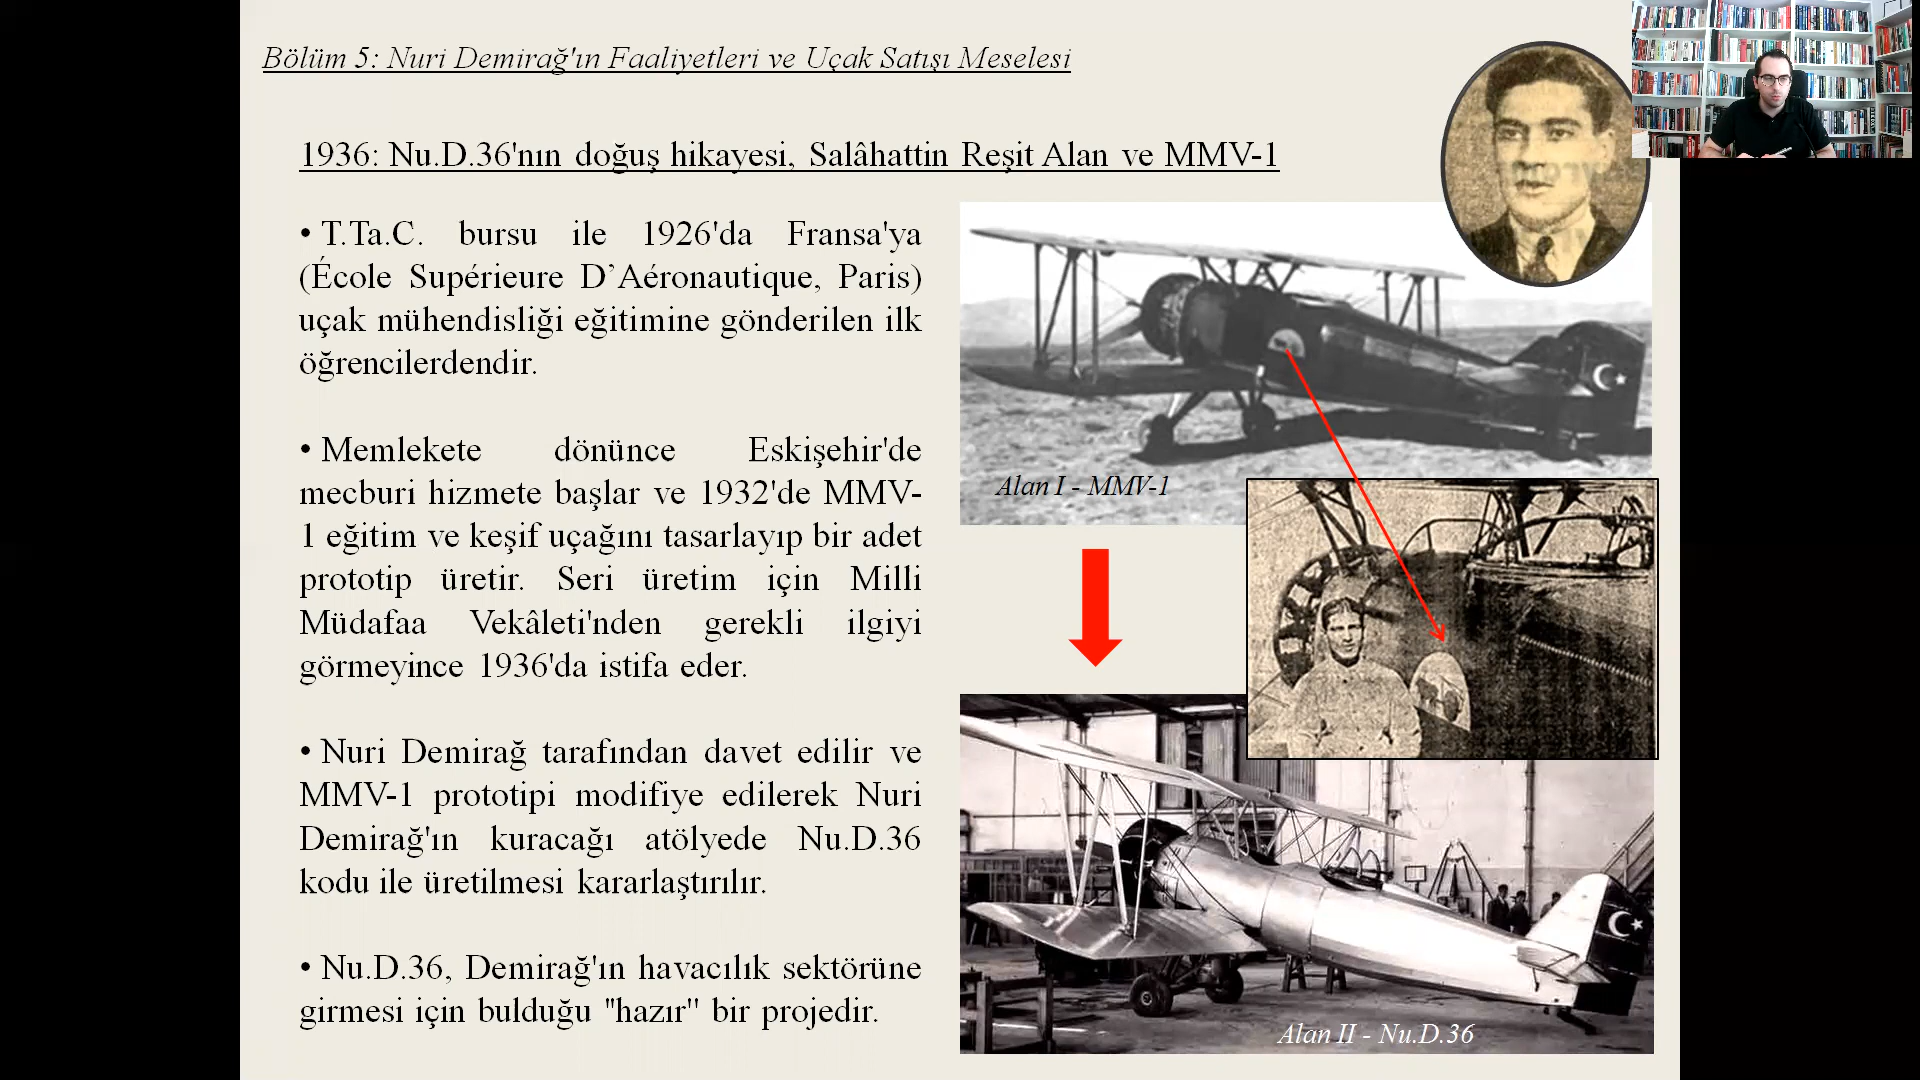 Bölüm 5: Nuri Demirağ'ın Faaliyetleri ve Uçak Satışı Meselesi
1936: Nu.D.36'nın doğuş hikayesi, Salâhattin Reşit Alan ve MMV-1
• T.Ta.C. bursu ile 1926'da Fransa'ya
(École Supérieure D’Aéronautique, Paris)
uçak mühendisliği eğitimine gönderilen ilk
öğrencilerdendir.
• Memlekete dönünce Eskişehir'de
mecburi hizmete başlar ve 1932'de MMV-
1 eğitim ve keşif uçağını tasarlayıp bir adet
prototip üretir. Seri üretim için Milli
Müdafaa Vekâleti'nden gerekli ilgiyi
görmeyince 1936'da istifa eder.
• Nuri Demirağ tarafından davet edilir ve
MMV-1 prototipi modifiye edilerek Nuri
Demirağ'ın kuracağı atölyede Nu.D.36
kodu ile üretilmesi kararlaştırılır.
• Nu.D.36, Demirağ'ın havacılık sektörüne
girmesi için bulduğu "hazır" bir projedir.
Alan I - MMV-1
Alan II - Nu.D.36